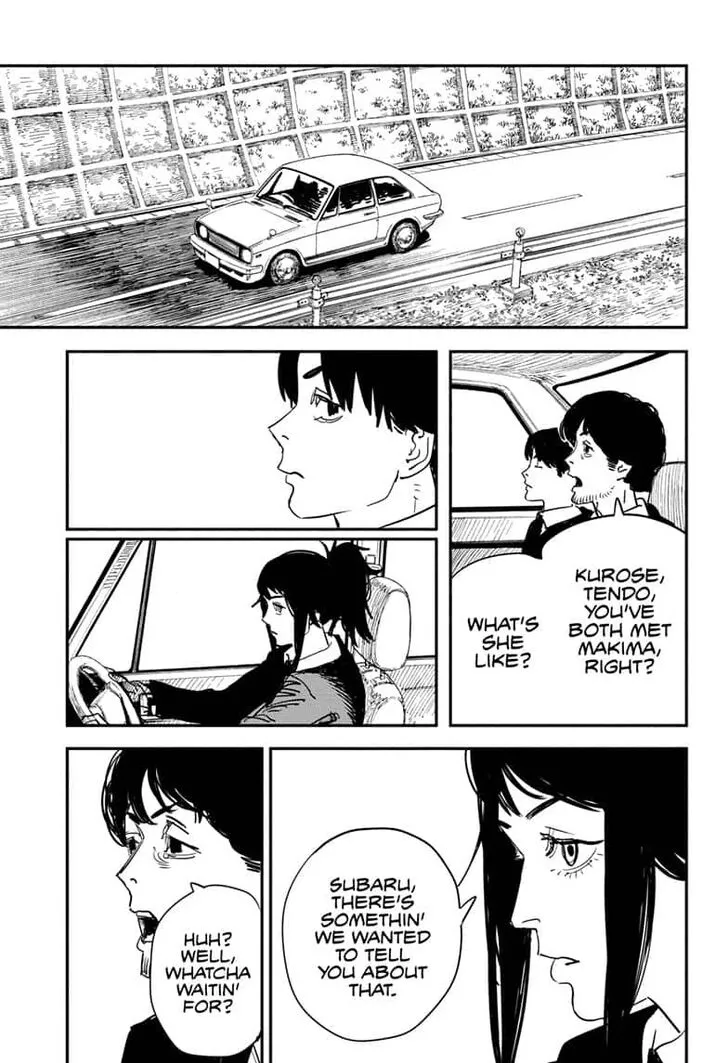 KUROSE,
TENDO,
YOU'VE
BOTH MET
MAKIMA,
RIGHT?
WHAT'S
SHE
LIKE?
SUBARU,
THERE'S
SOMETHIN'
WE WANTED
TO TELL
YOU ABOUT
THAT.
HUH?
WELL,
WHATCHA
WAITIN'
FOR?